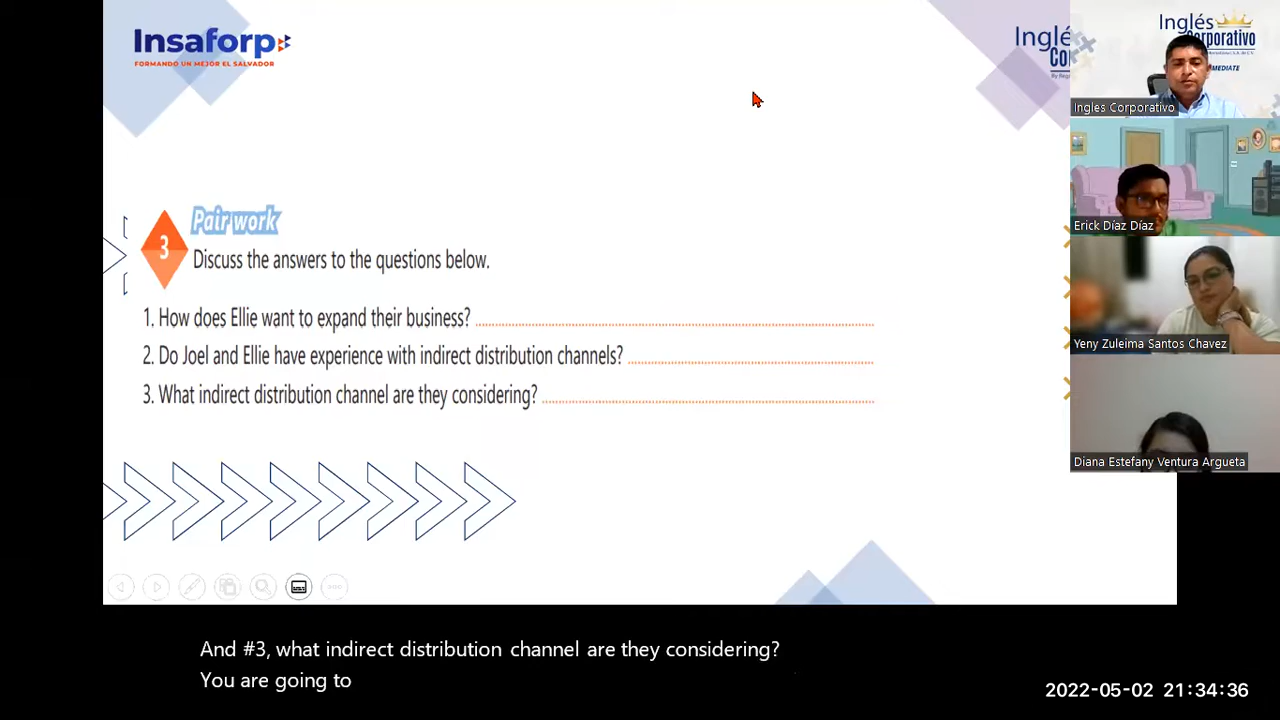 Insaforp
FORMANDO UN MEJOR EL SALVADOR
Inglés
Corporativo
MEDIATE
Ingles Corporativo
Erick Díaz Díaz
Yeny Zuleima Santos Chavez
Diana Estefany Ventura Argueta
3
Pair work
Discuss the answers to the questions below.
1. How does Ellie want to expand their business?
2. Do Joel and Ellie have experience with indirect distribution channels?
3. What indirect distribution channel are they considering?
And #3, what indirect distribution channel are they considering?
You are going to
2022-05-02 21:34:36